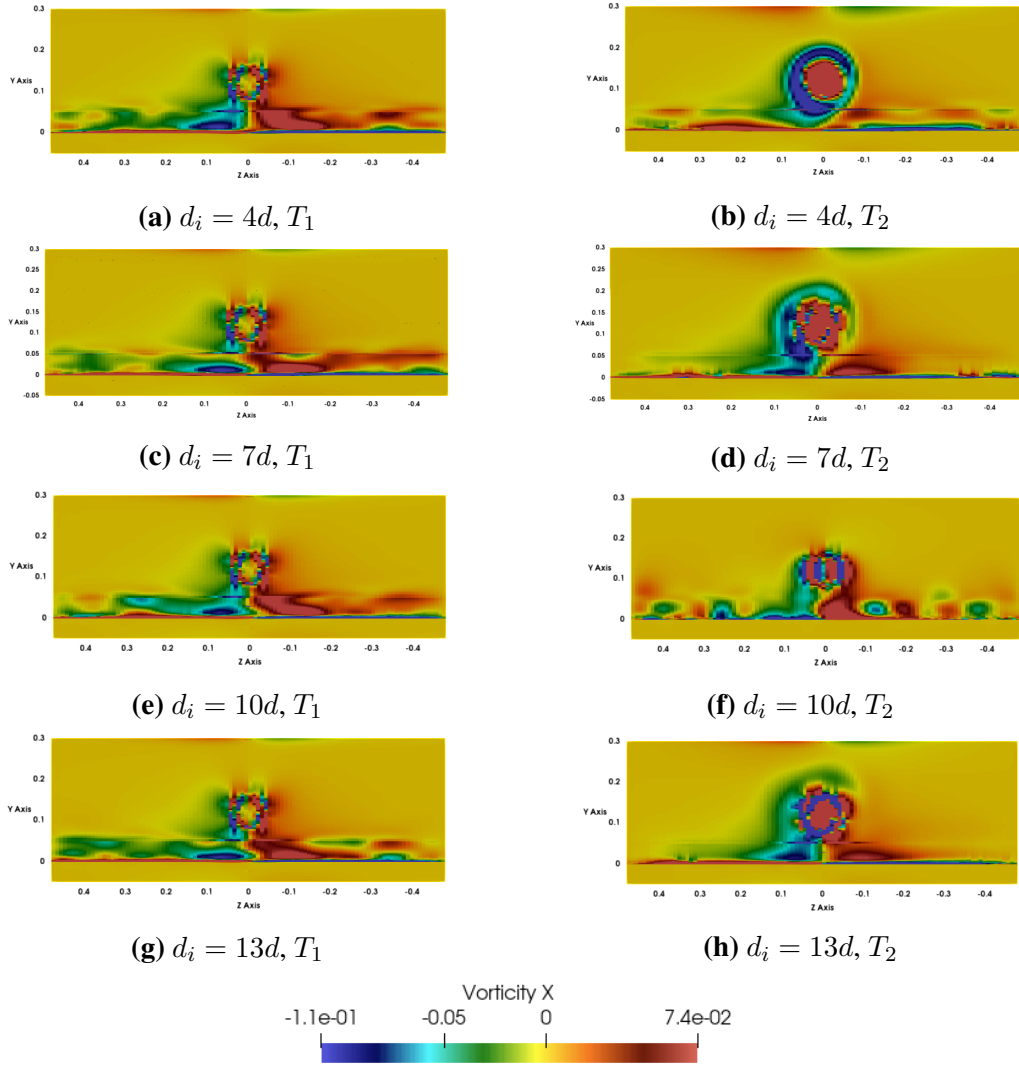 0.3
0.2
Y Axis
0.1
0
0.4 0.3 0.2 0.1 0 -0.1 -0.2 -0.3 -0.4
Z Axis
(a) d_i = 4d, T_1
0.3
0.2
Y Axis
0.1
0
0.4 0.3 0.2 0.1 0 -0.1 -0.2 -0.3 -0.4
Z Axis
(b) d_i = 4d, T_2
0.3
0.25
0.2
0.15
Y Axis
0.1
0.05
0
-0.05
0.4 0.3 0.2 0.1 0 -0.1 -0.2 -0.3 -0.4
Z Axis
(c) d_i = 7d, T_1
0.3
0.25
0.2
0.15
Y Axis
0.1
0.05
0
-0.05
0.4 0.3 0.2 0.1 0 -0.1 -0.2 -0.3 -0.4
Z Axis
(d) d_i = 7d, T_2
0.3
0.2
Y Axis
0.1
0
0.4 0.3 0.2 0.1 0 -0.1 -0.2 -0.3 -0.4
Z Axis
(e) d_i = 10d, T_1
0.3
0.2
Y Axis
0.1
0
0.4 0.3 0.2 0.1 0 -0.1 -0.2 -0.3 -0.4
Z Axis
(f) d_i = 10d, T_2
0.3
0.2
Y Axis
0.1
0
0.4 0.3 0.2 0.1 0 -0.1 -0.2 -0.3 -0.4
Z Axis
(g) d_i = 13d, T_1
0.3
0.2
Y Axis
0.1
0
0.4 0.3 0.2 0.1 0 -0.1 -0.2 -0.3 -0.4
Z Axis
(h) d_i = 13d, T_2
Vorticity X
-1.1e-01 -0.05 0 7.4e-02